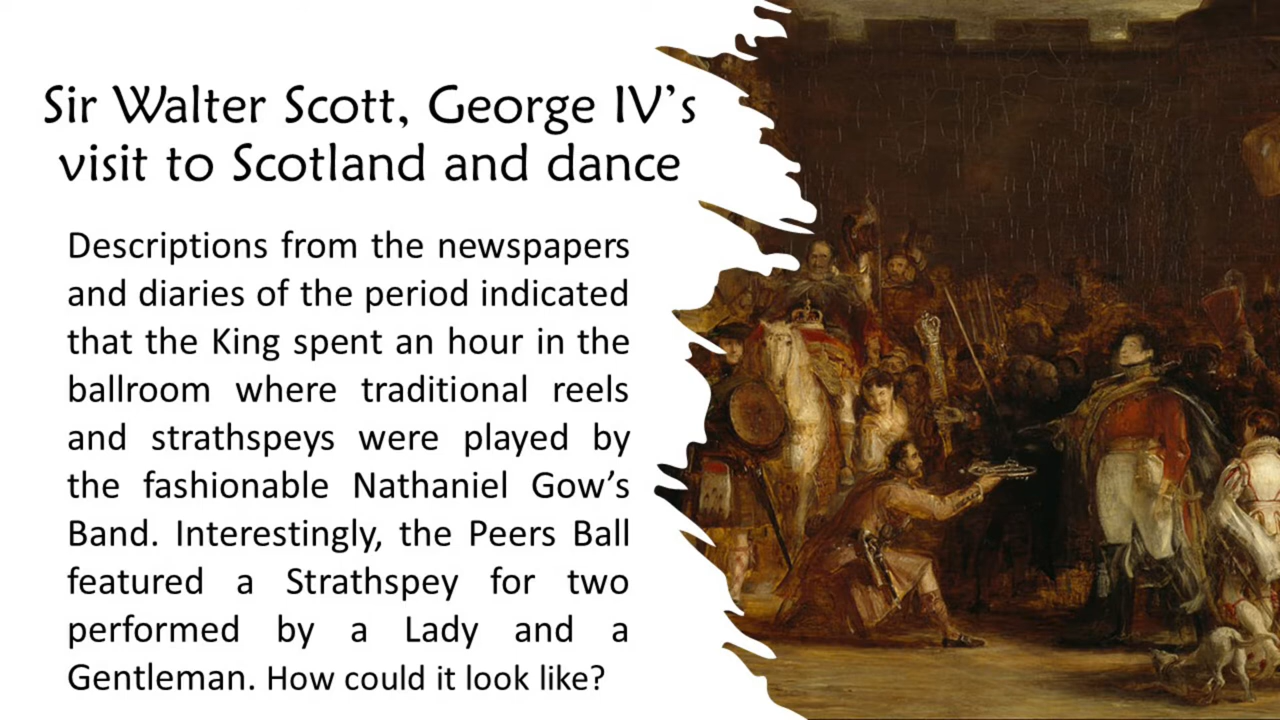 Sir Walter Scott, George IV’s
visit to Scotland and dance
Descriptions from the newspapers
and diaries of the period indicated
that the King spent an hour in the
ballroom where traditional reels
and strathspeys were played by
the fashionable Nathaniel Gow’s
Band. Interestingly, the Peers Ball
featured a Strathspey for two
performed by a Lady and a
Gentleman. How could it look like?